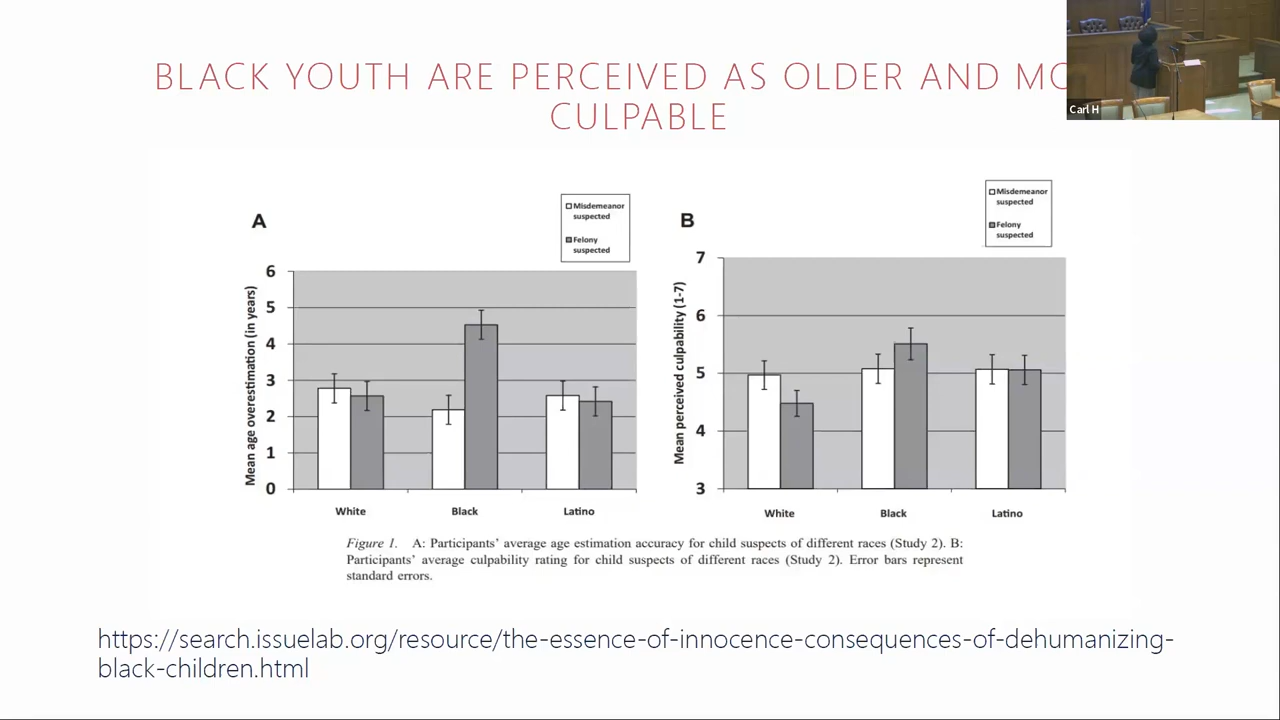 BLACK YOUTH ARE PERCEIVED AS OLDER AND
CULPABLE
Carl H
A
Misdemeanor
suspected
Felony
suspected
Mean age overestimation (in years)
6
5
4
3
2
1
0
White
Black
Latino
B
Misdemeanor
suspected
Felony
suspected
Mean perceived culpability (1-7)
7
6
5
4
3
White
Black
Latino
Figure 1. A: Participants' average age estimation accuracy for child suspects of different races (Study 2). B:
Participants' average culpability rating for child suspects of different races (Study 2). Error bars represent
standard errors.
https://search.issuelab.org/resource/the-essence-of-innocence-consequences-of-dehumanizing-
black-children.html